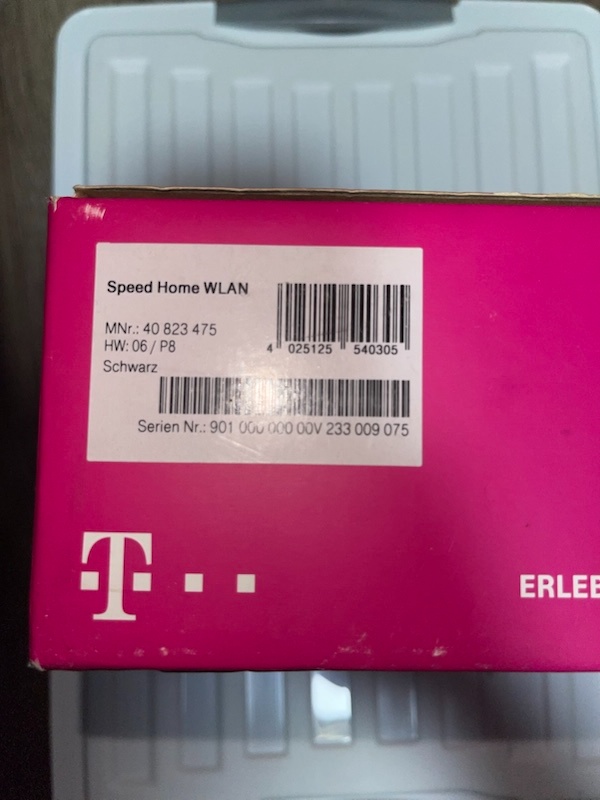 Speed Home WLAN
MNr.: 40 823 475
HW: 06 / P8
Schwarz
4 025125 540305
Serien Nr.: 901 000 000 00V 233 009 075
T
ERLEB